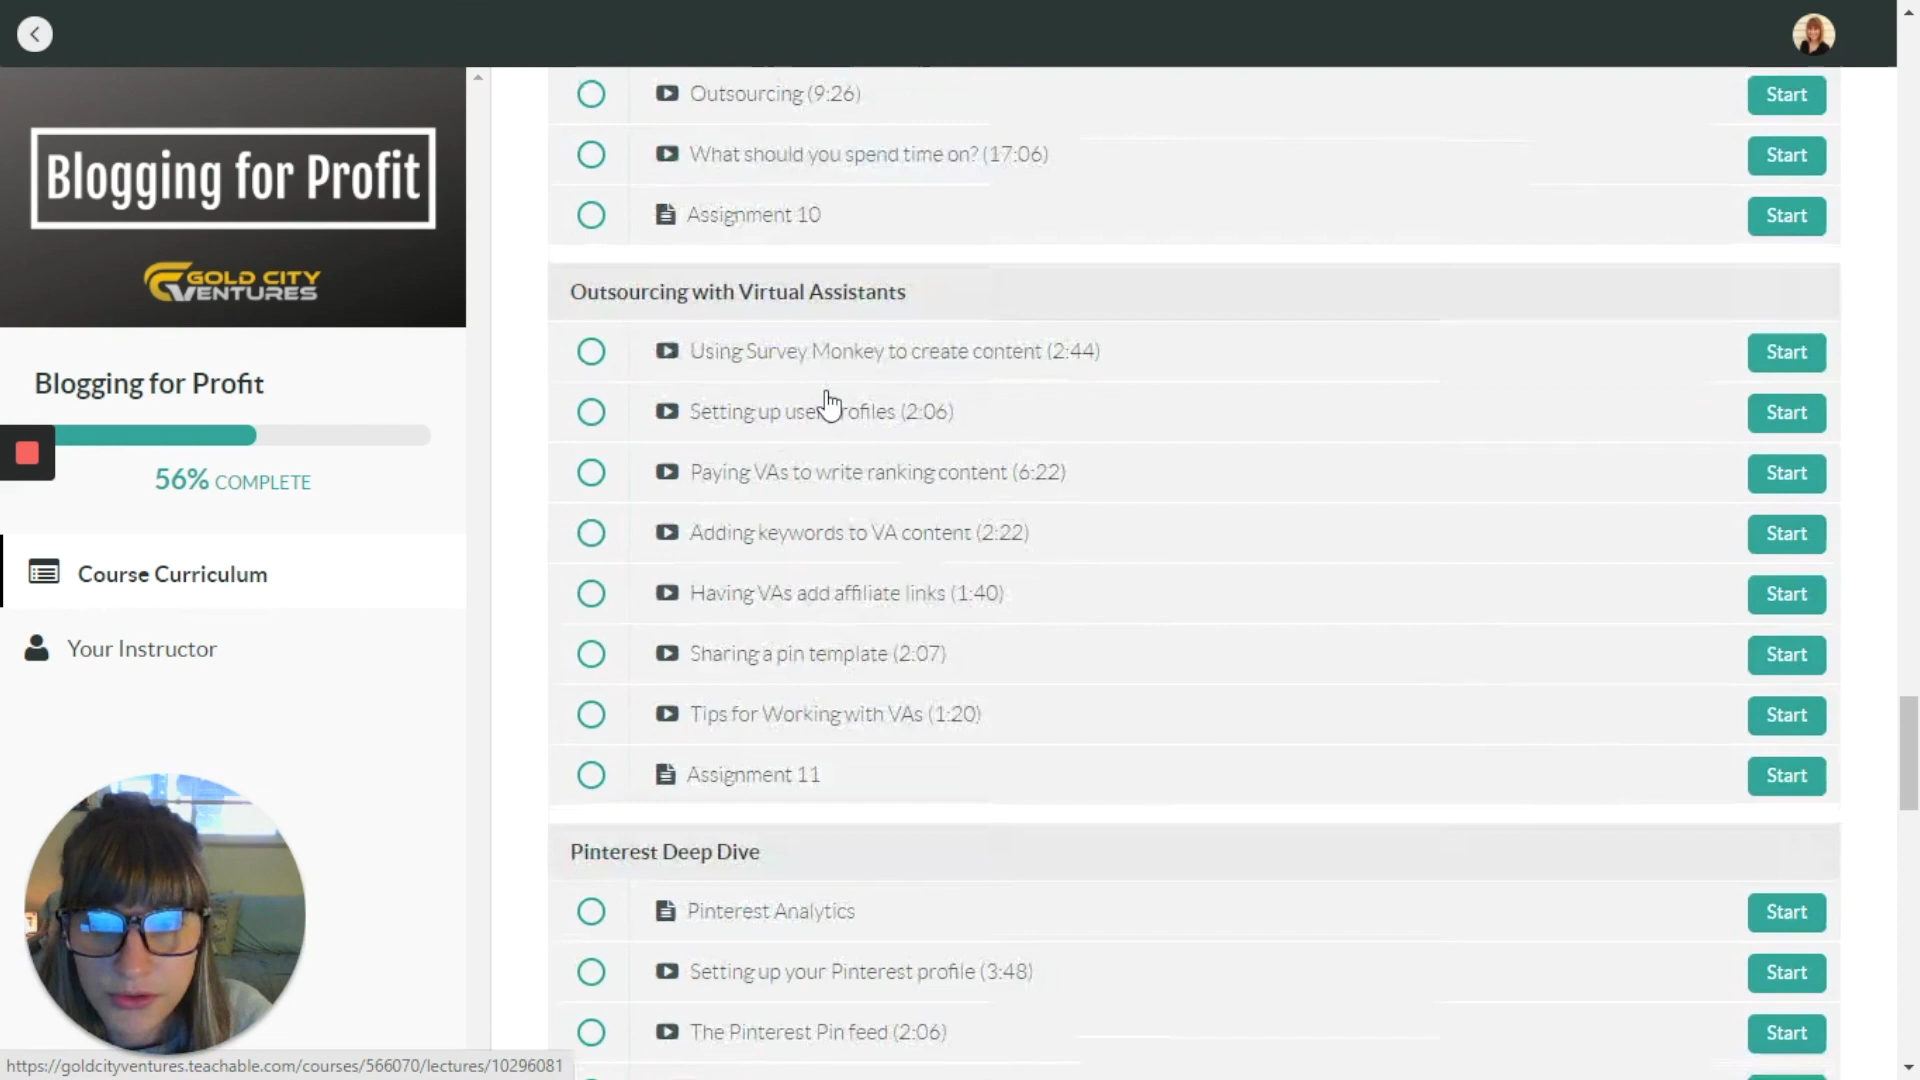 Blogging for Profit
GOLD CITY
VENTURES
Blogging for Profit
56% COMPLETE
Course Curriculum
Your Instructor
Outsourcing (9:26)
Start
What should you spend time on? (17:06)
Start
Assignment 10
Start
Outsourcing with Virtual Assistants
Using Survey Monkey to create content (2:44)
Start
Setting up user profiles (2:06)
Start
Paying VAs to write ranking content (6:22)
Start
Adding keywords to VA content (2:22)
Start
Having VAs add affiliate links (1:40)
Start
Sharing a pin template (2:07)
Start
Tips for Working with VAs (1:20)
Start
Assignment 11
Start
Pinterest Deep Dive
Pinterest Analytics
Start
Setting up your Pinterest profile (3:48)
Start
The Pinterest Pin feed (2:06)
Start
https://goldcityventures.teachable.com/courses/566070/lectures/10296081